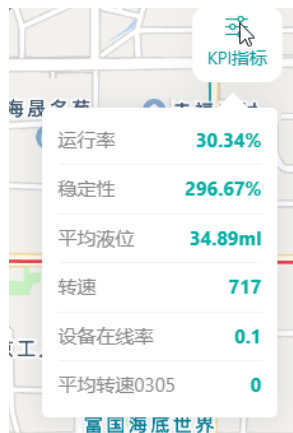 KPI指标
运行率 30.34%
稳定性 296.67%
平均液位 34.89ml
转速 717
设备在线率 0.1
平均转速0305 0
富国海底世界